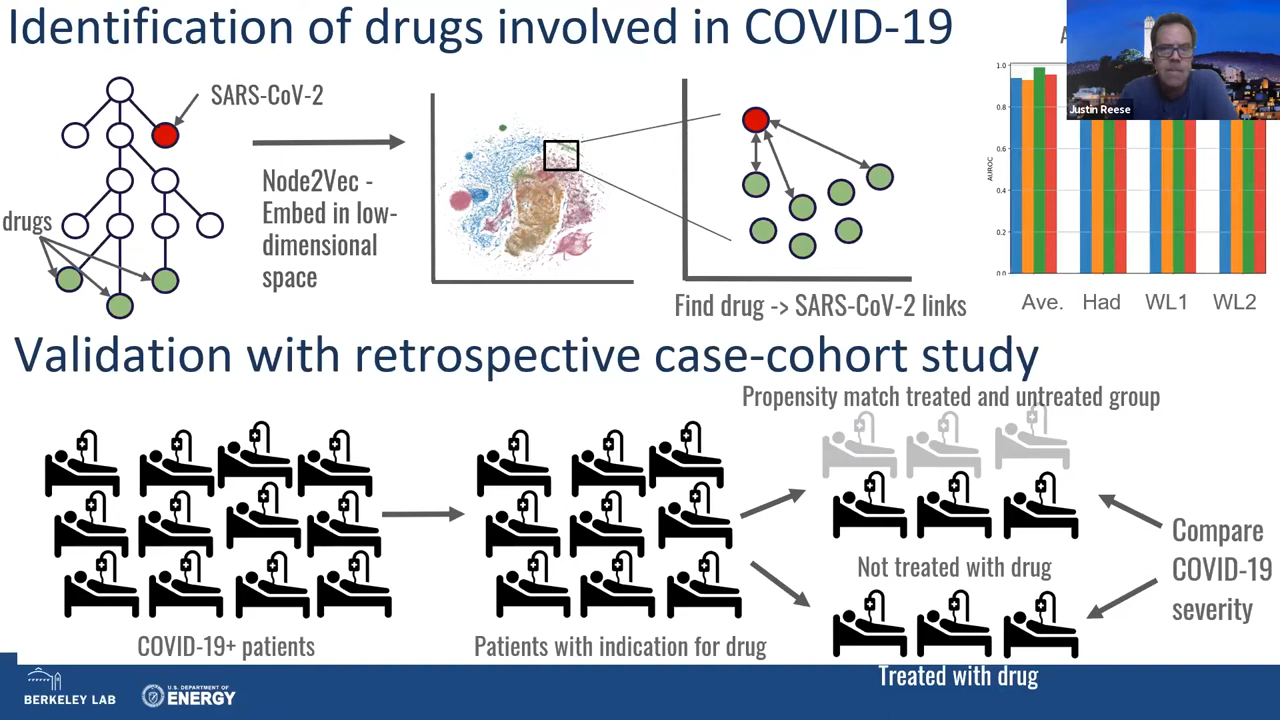 Identification of drugs involved in COVID-19
SARS-CoV-2
drugs
Node2Vec -
Embed in low-
dimensional
space
Find drug -> SARS-CoV-2 links
Justin Reese
1.0
0.8
0.6
0.4
0.2
0.0
AUROC
Ave. Had WL1 WL2
Validation with retrospective case-cohort study
Propensity match treated and untreated group
Not treated with drug
Compare
COVID-19
severity
COVID-19+ patients
Patients with indication for drug
Treated with drug
BERKELEY LAB
U.S. DEPARTMENT OF
ENERGY